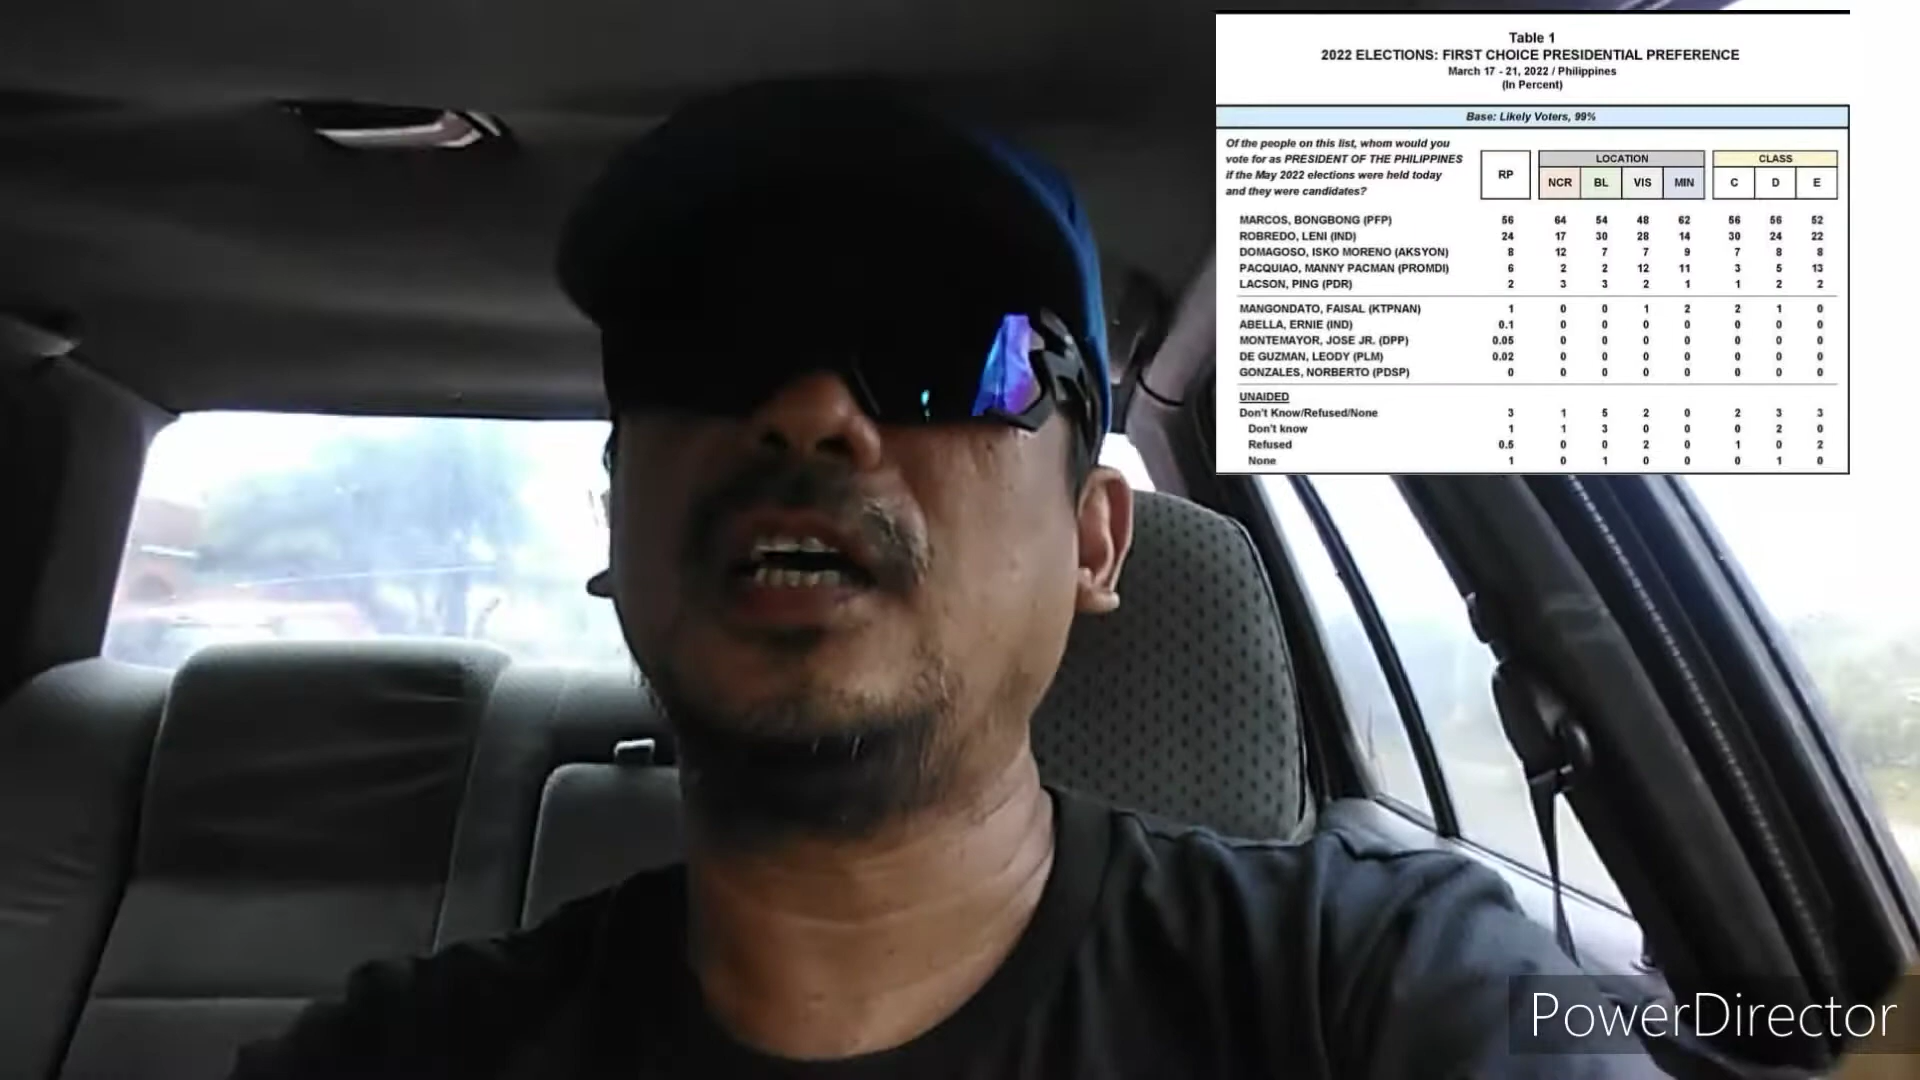 Table 1
2022 ELECTIONS: FIRST CHOICE PRESIDENTIAL PREFERENCE
March 17 - 21, 2022 / Philippines
(In Percent)
Base: Likely Voters, 99%
Of the people on this list, whom would you
vote for as PRESIDENT OF THE PHILIPPINES
if the May 2022 elections were held today
and they were candidates?
RP LOCATION CLASS
NCR BL VIS MIN C D E
MARCOS, BONGBONG (PFP) 56 64 54 48 62 56 56 52
ROBREDO, LENI (IND) 24 17 30 28 14 30 24 22
DOMAGOSO, ISKO MORENO (AKSYON) 8 12 7 7 9 7 8 8
PACQUIAO, MANNY PACMAN (PROMDI) 6 2 2 12 11 3 5 13
LACSON, PING (PDR) 2 3 3 2 1 1 2 2
MANGONDATO, FAISAL (KTPNAN) 1 0 0 1 2 2 1 0
ABELLA, ERNIE (IND) 0.1 0 0 0 0 0 0 0
MONTEMAYOR, JOSE JR. (DPP) 0.05 0 0 0 0 0 0 0
DE GUZMAN, LEODY (PLM) 0.02 0 0 0 0 0 0 0
GONZALES, NORBERTO (PDSP) 0 0 0 0 0 0 0 0
UNAIDED
Don't Know/Refused/None 3 1 5 2 0 2 3 3
Don't know 1 1 3 0 0 0 2 0
Refused 0.5 0 0 2 0 1 0 2
None 1 0 1 0 0 0 1 0
PowerDirector